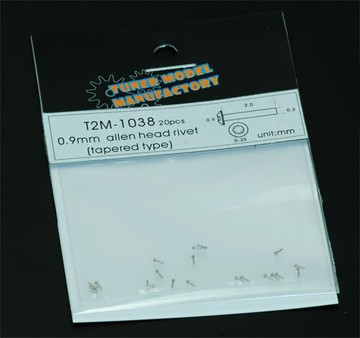 TUNER MODEL
MANUFACTORY
T2M-1038 20pcs
0.9mm allen head rivet
(tapered type)
2.0
0.9
0.3
0.35
unit:mm